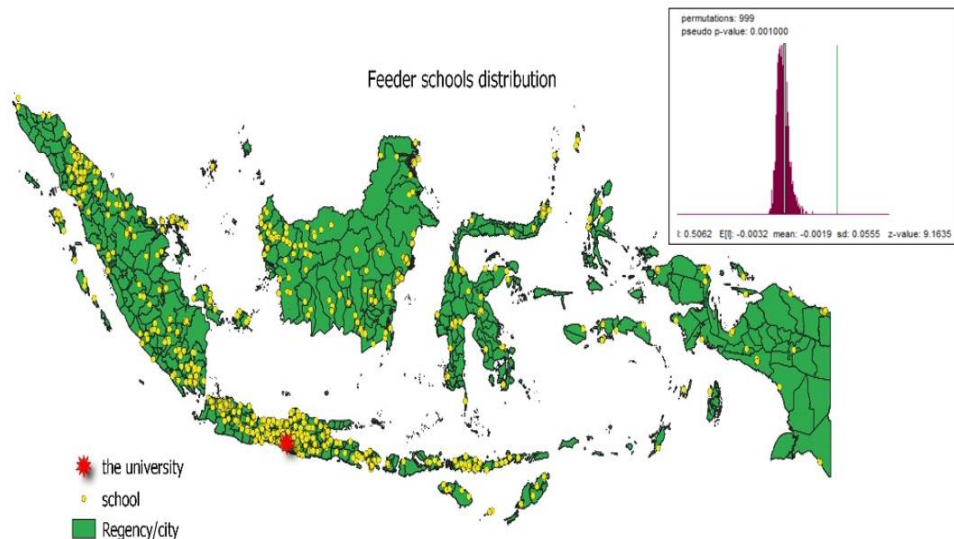 permutations: 999
pseudo p-value: 0.001000
Feeder schools distribution
I: 0.5062 E[I]: -0.0032 mean: -0.0019 sd: 0.0555 z-value: 9.1635
the university
school
Regency/city